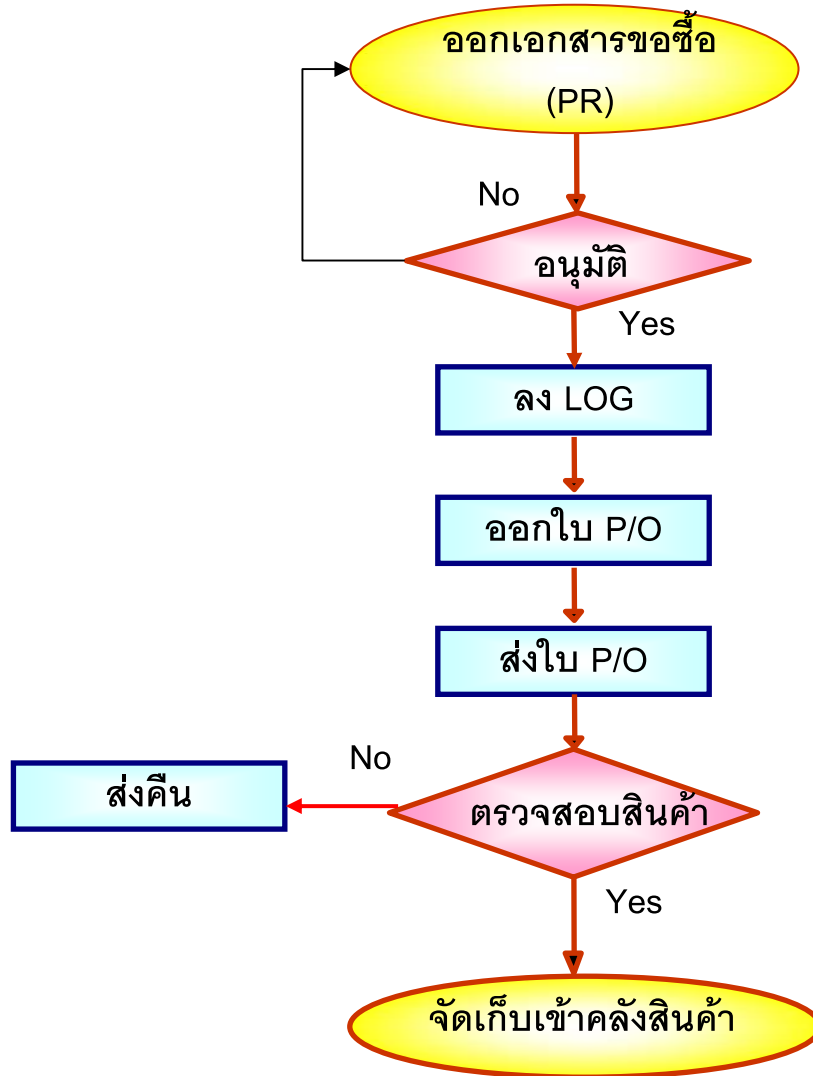 ออกเอกสารขอซื้อ
(PR)
No
อนุมัติ
Yes
ลง LOG
ออกใบ P/O
ส่งใบ P/O
No
ส่งคืน
ตรวจสอบสินค้า
Yes
จัดเก็บเข้าคลังสินค้า